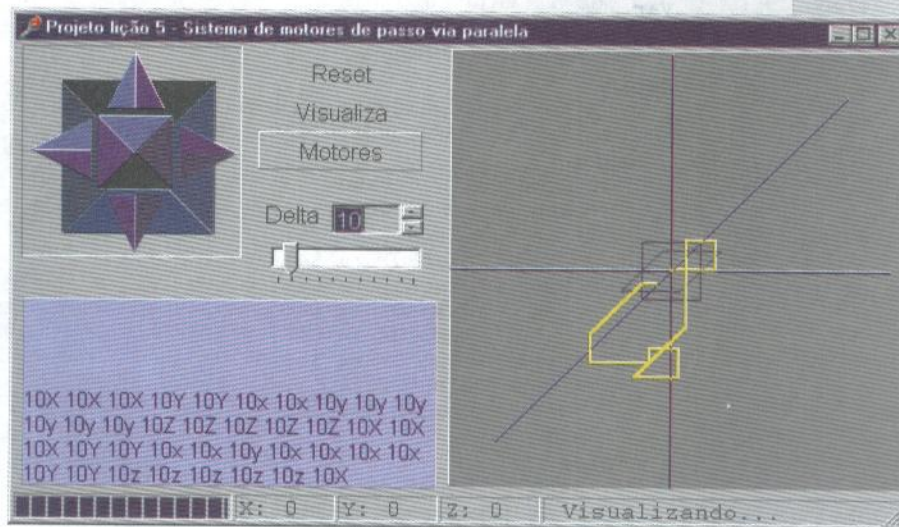 Projeto lição 5 - Sistema de motores de passo via paralela
Reset
Visualiza
Motores
Delta 10
10X 10X 10X 10Y 10Y 10x 10x 10y 10y 10y
10y 10y 10y 10Z 10Z 10Z 10Z 10Z 10X 10X
10X 10Y 10Y 10x 10x 10y 10x 10x 10x 10x
10Y 10Y 10z 10z 10z 10z 10z 10X
X: 0 Y: 0 Z: 0 Visualizando...